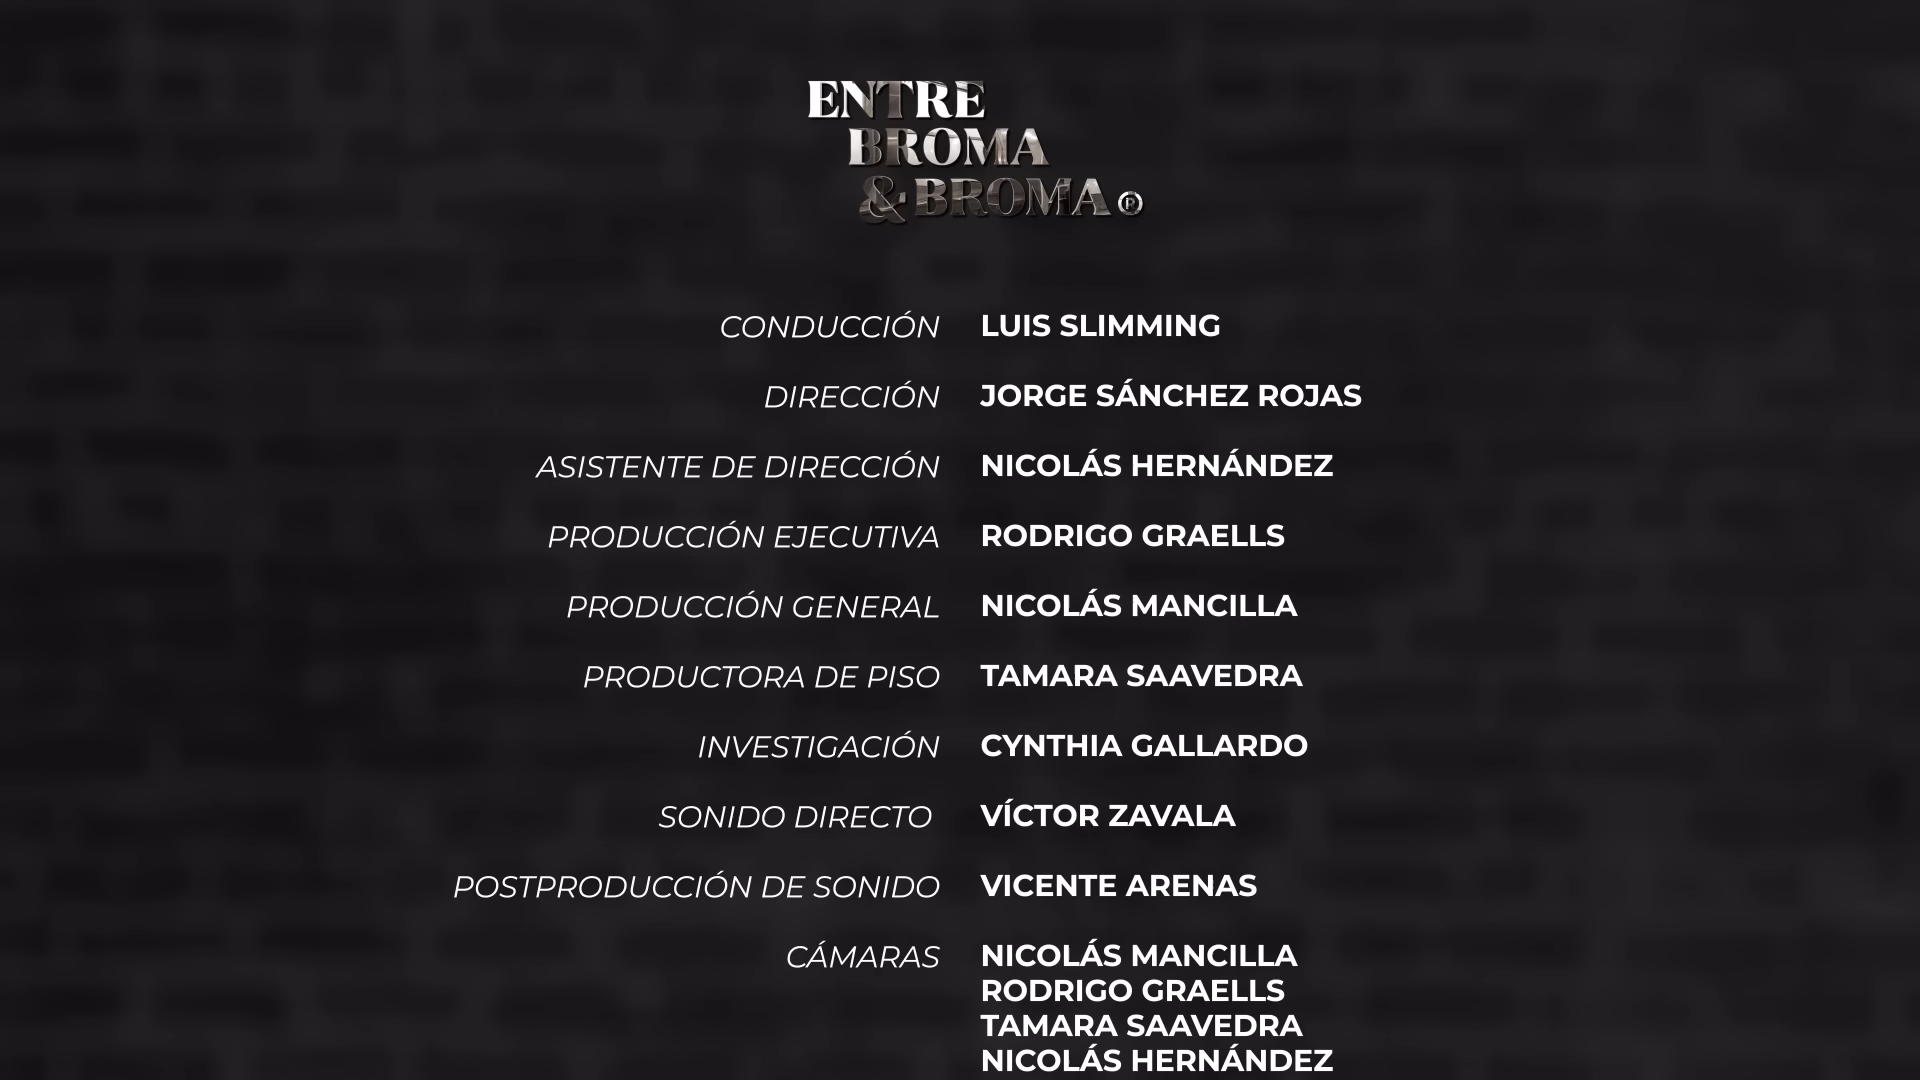 ENTRE
BROMA
& BROMA ®
CONDUCCIÓN LUIS SLIMMING
DIRECCIÓN JORGE SÁNCHEZ ROJAS
ASISTENTE DE DIRECCIÓN NICOLÁS HERNÁNDEZ
PRODUCCIÓN EJECUTIVA RODRIGO GRAELLS
PRODUCCIÓN GENERAL NICOLÁS MANCILLA
PRODUCTORA DE PISO TAMARA SAAVEDRA
INVESTIGACIÓN CYNTHIA GALLARDO
SONIDO DIRECTO VÍCTOR ZAVALA
POSTPRODUCCIÓN DE SONIDO VICENTE ARENAS
CÁMARAS NICOLÁS MANCILLA
RODRIGO GRAELLS
TAMARA SAAVEDRA
NICOLÁS HERNÁNDEZ